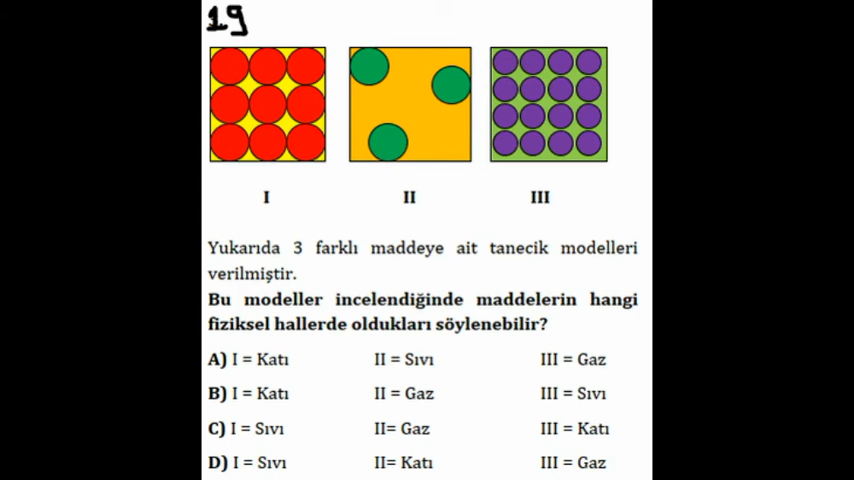 19
I II III
Yukarıda 3 farklı maddeye ait tanecik modelleri
verilmiştir.
Bu modeller incelendiğinde maddelerin hangi
fiziksel hallerde oldukları söylenebilir?
A) I = Katı II = Sıvı III = Gaz
B) I = Katı II = Gaz III = Sıvı
C) I = Sıvı II= Gaz III = Katı
D) I = Sıvı II= Katı III = Gaz